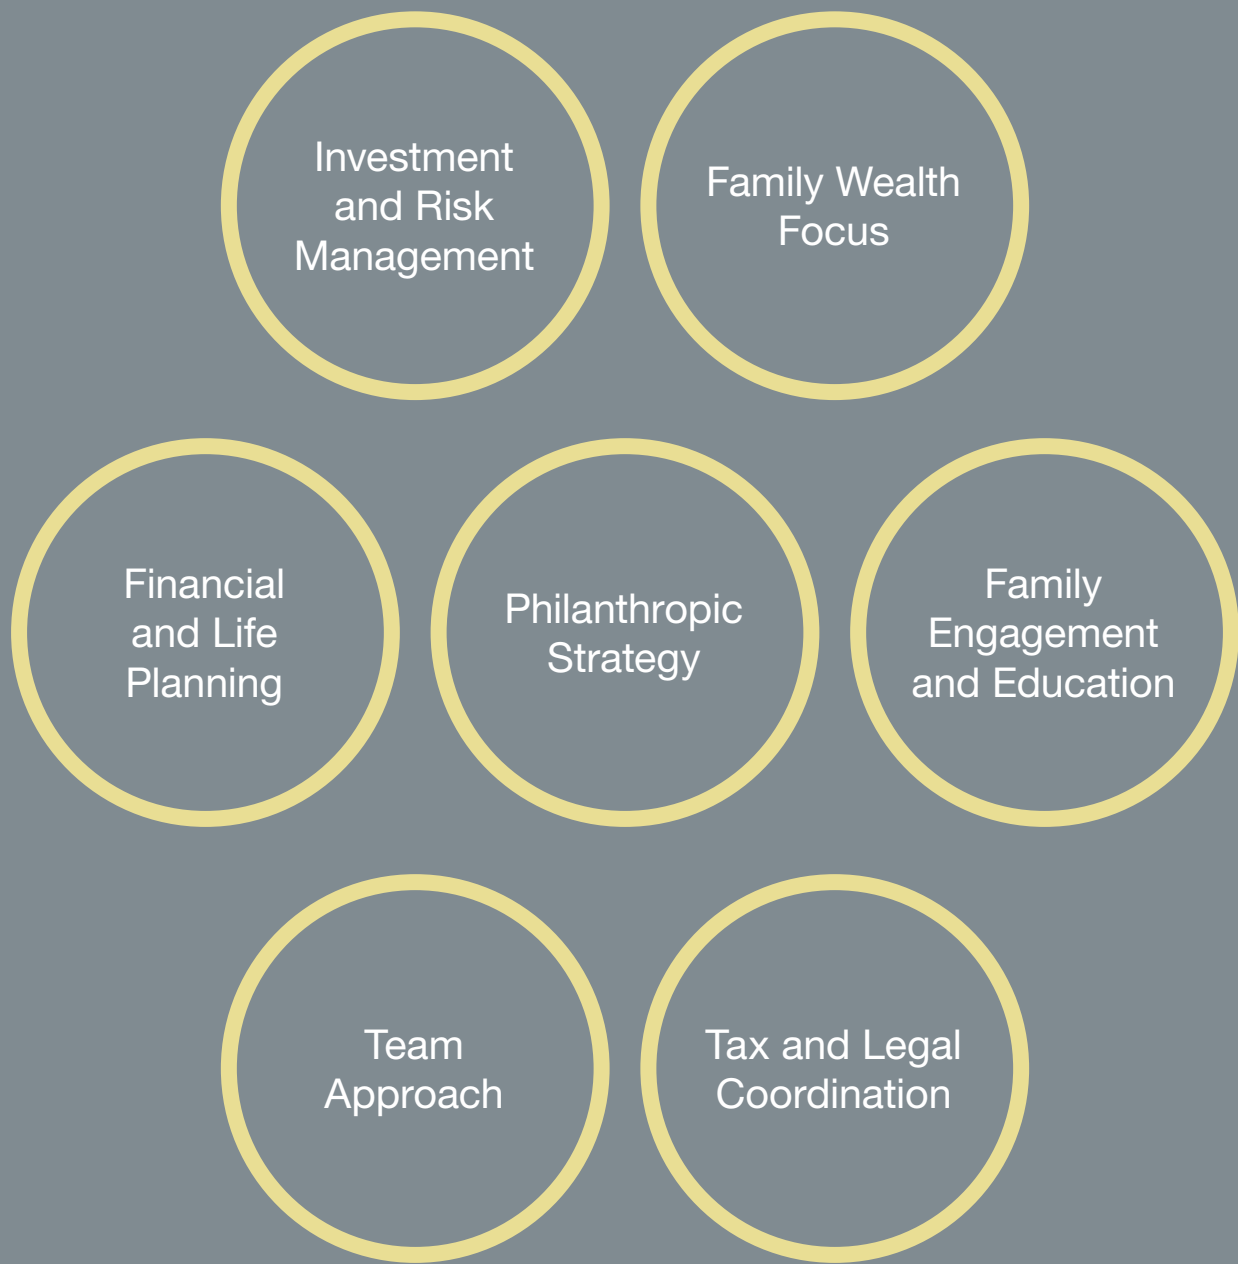 Investment
and Risk
Management
Family Wealth
Focus
Financial
and Life
Planning
Philanthropic
Strategy
Family
Engagement
and Education
Team
Approach
Tax and Legal
Coordination